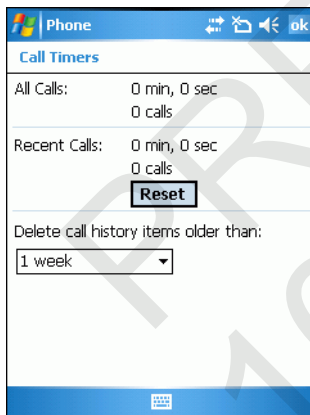 Phone ok
Call Timers
All Calls: 0 min, 0 sec
0 calls
Recent Calls: 0 min, 0 sec
0 calls
Reset
Delete call history items older than:
1 week